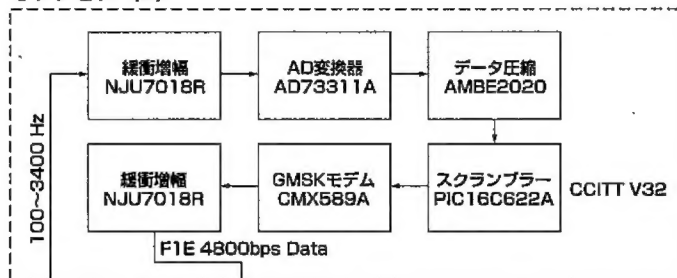 緩衝増幅
NJU7018R
AD変換器
AD73311A
データ圧縮
AMBE2020
100〜3400 Hz
緩衝増幅
NJU7018R
GMSKモデム
CMX589A
スクランブラー
PIC16C622A
CCITT V32
F1E 4800bps Data